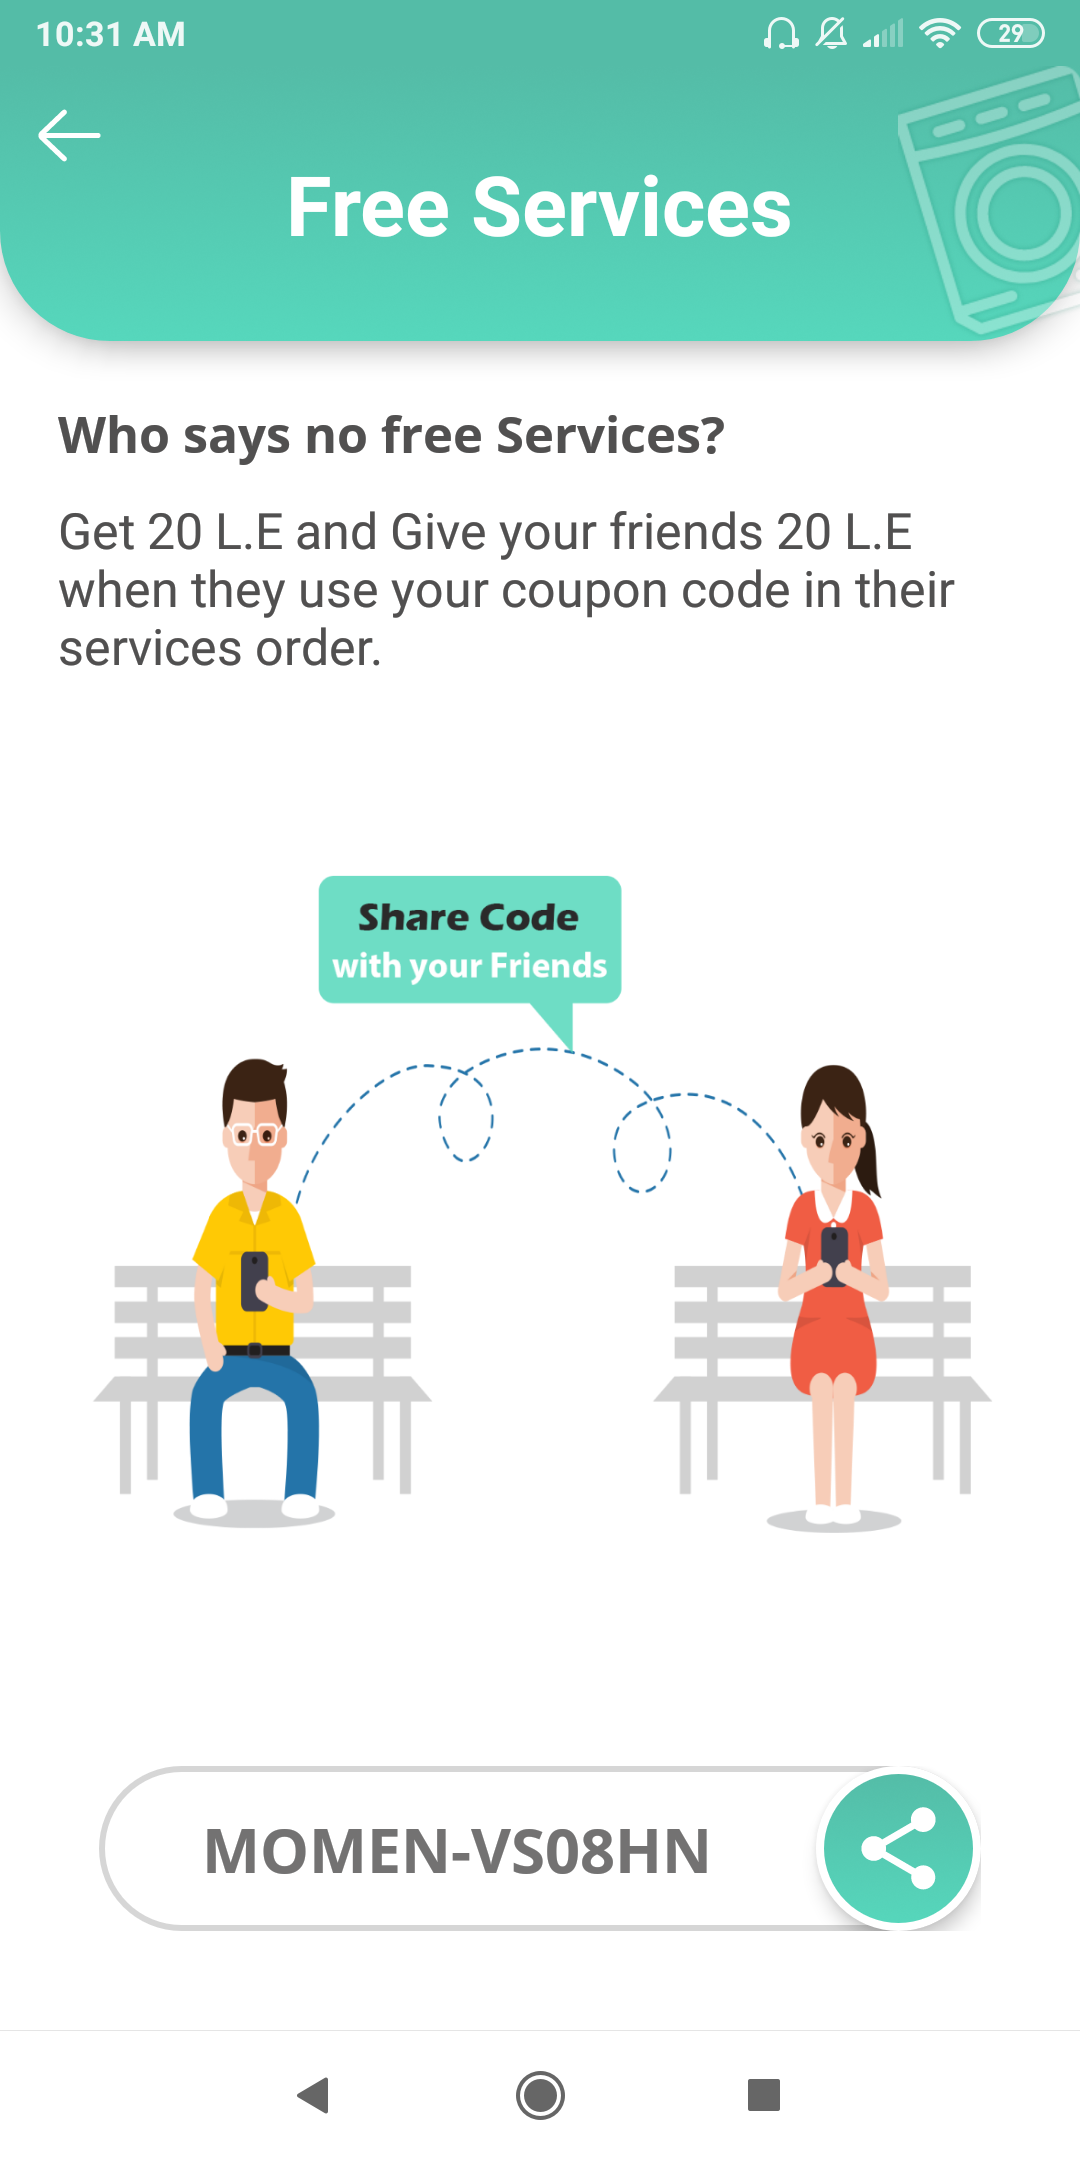 10:31 AM
29
Free Services
Who says no free Services?
Get 20 L.E and Give your friends 20 L.E
when they use your coupon code in their
services order.
Share Code
with your Friends
MOMEN-VS08HN